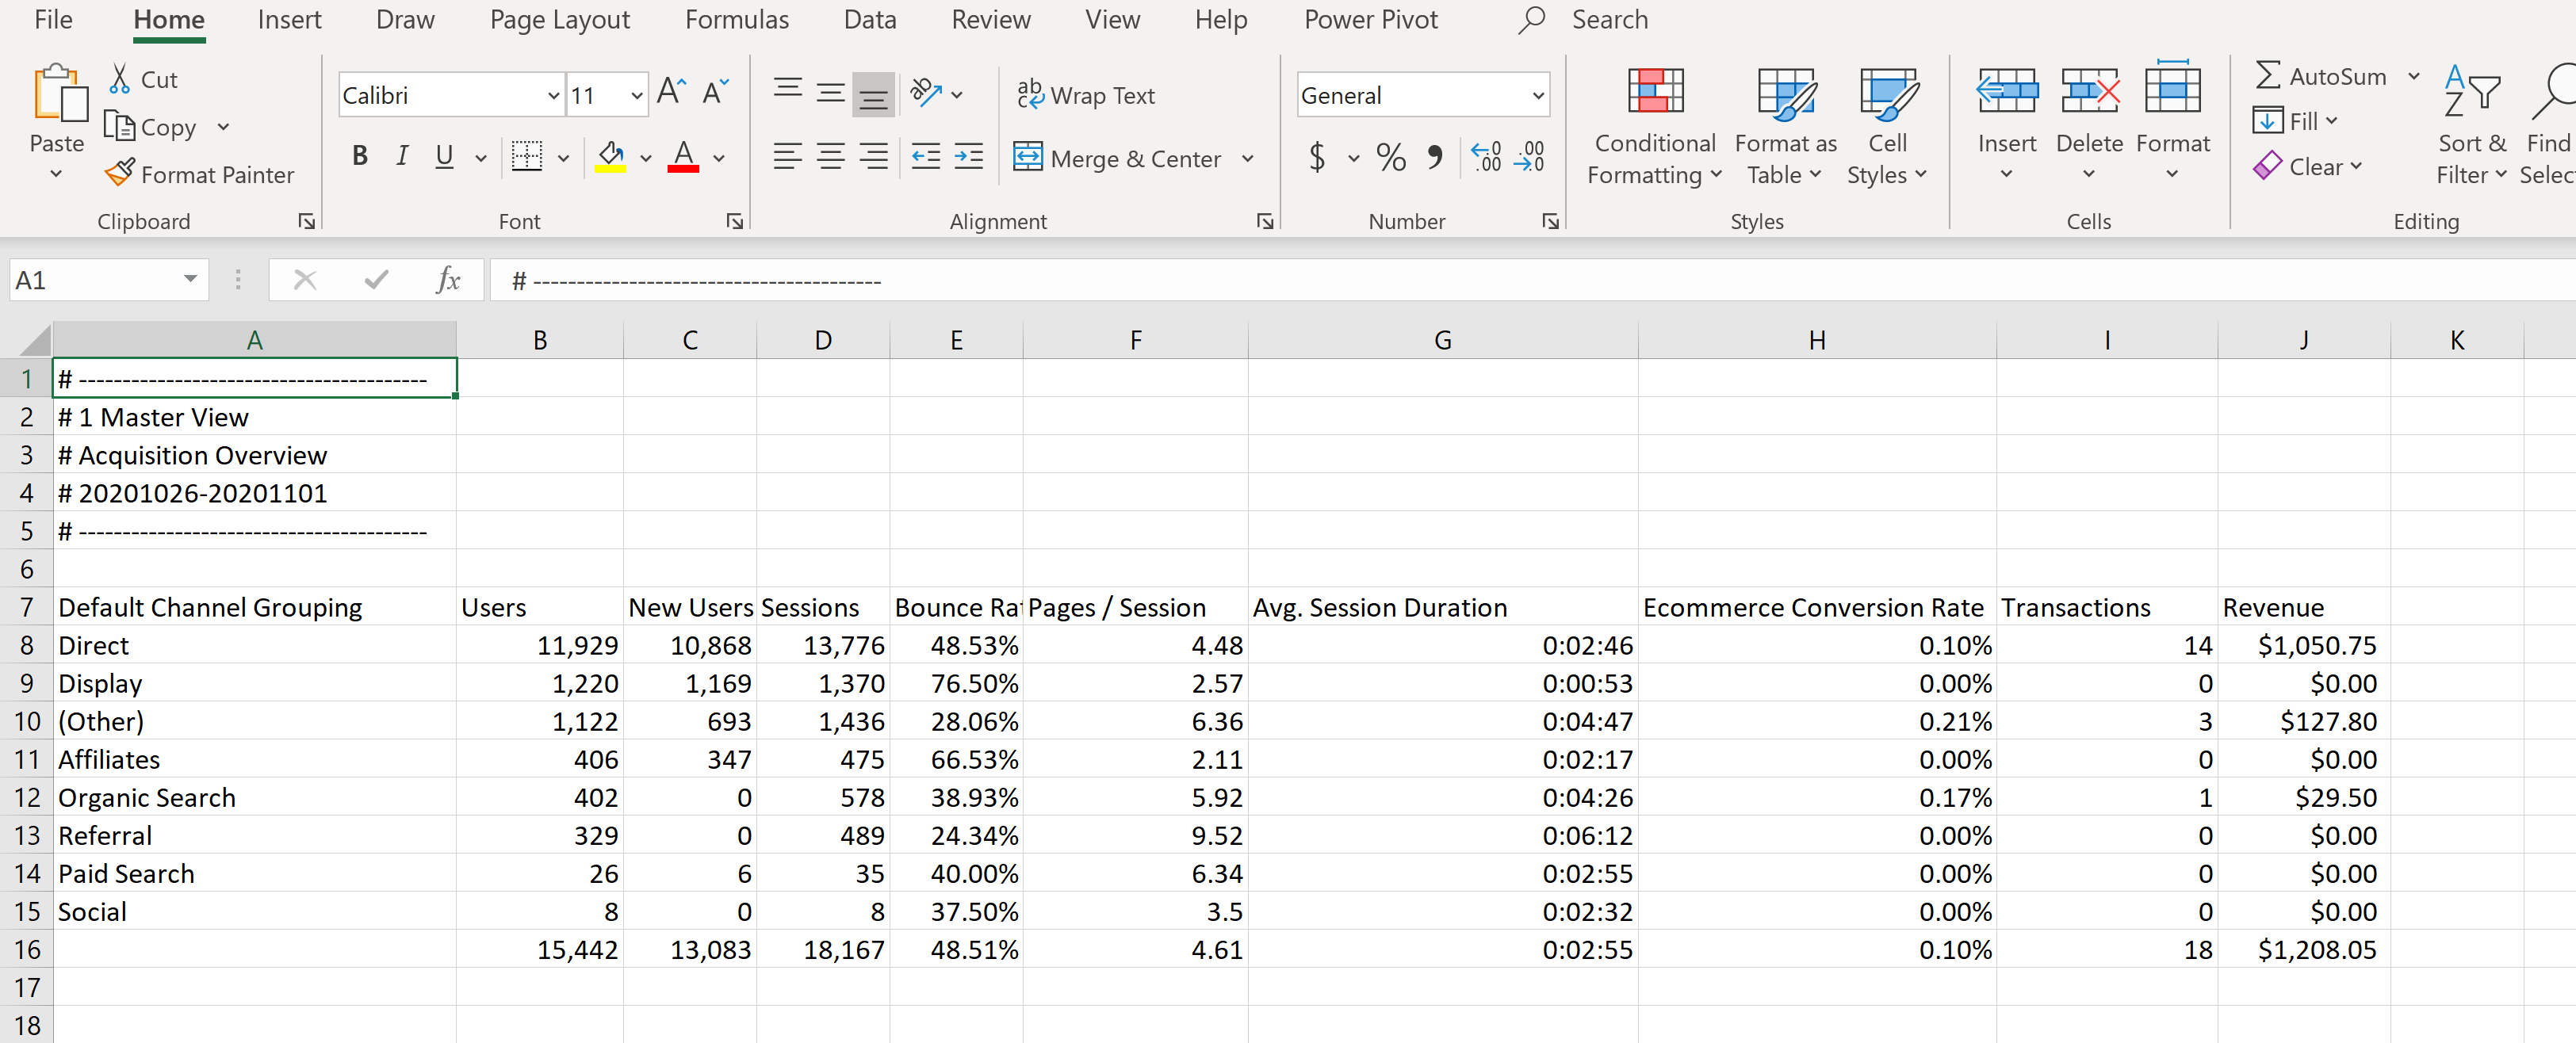 File Home Insert Draw Page Layout Formulas Data Review View Help Power Pivot Search
Paste Cut Copy Format Painter Clipboard
Calibri 11 A^ Aˇ B I U A Font
ab Wrap Text Merge & Center Alignment
General $ % , .00 .0 Number
Conditional Formatting Format as Table Cell Styles Styles
Insert Delete Format Cells
AutoSum Fill Clear Sort & Filter Find Selec Editing
A1 fx # ----------------------------------------
A B C D E F G H I J K
1 # ----------------------------------------
2 # 1 Master View
3 # Acquisition Overview
4 # 20201026-20201101
5 # ----------------------------------------
6
7 Default Channel Grouping Users New Users Sessions Bounce Rat Pages / Session Avg. Session Duration Ecommerce Conversion Rate Transactions Revenue
8 Direct 11,929 10,868 13,776 48.53% 4.48 0:02:46 0.10% 14 $1,050.75
9 Display 1,220 1,169 1,370 76.50% 2.57 0:00:53 0.00% 0 $0.00
10 (Other) 1,122 693 1,436 28.06% 6.36 0:04:47 0.21% 3 $127.80
11 Affiliates 406 347 475 66.53% 2.11 0:02:17 0.00% 0 $0.00
12 Organic Search 402 0 578 38.93% 5.92 0:04:26 0.17% 1 $29.50
13 Referral 329 0 489 24.34% 9.52 0:06:12 0.00% 0 $0.00
14 Paid Search 26 6 35 40.00% 6.34 0:02:55 0.00% 0 $0.00
15 Social 8 0 8 37.50% 3.5 0:02:32 0.00% 0 $0.00
16 15,442 13,083 18,167 48.51% 4.61 0:02:55 0.10% 18 $1,208.05
17
18